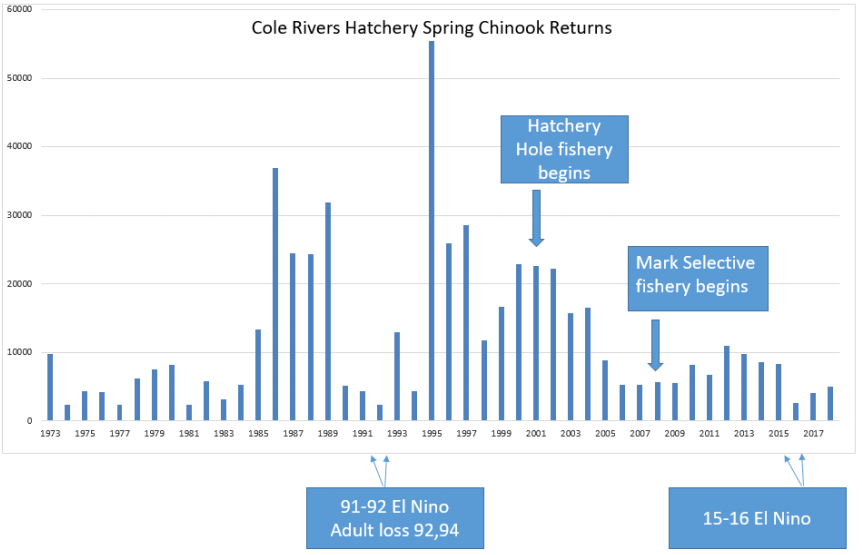 Cole Rivers Hatchery Spring Chinook Returns
60000
50000
40000
30000
20000
10000
0
Hatchery
Hole fishery
begins
Mark Selective
fishery begins
1973 1975 1977 1979 1981 1983 1985 1987 1989 1991 1993 1995 1997 1999 2001 2003 2005 2007 2009 2011 2013 2015 2017
91-92 El Nino
Adult loss 92,94
15-16 El Nino